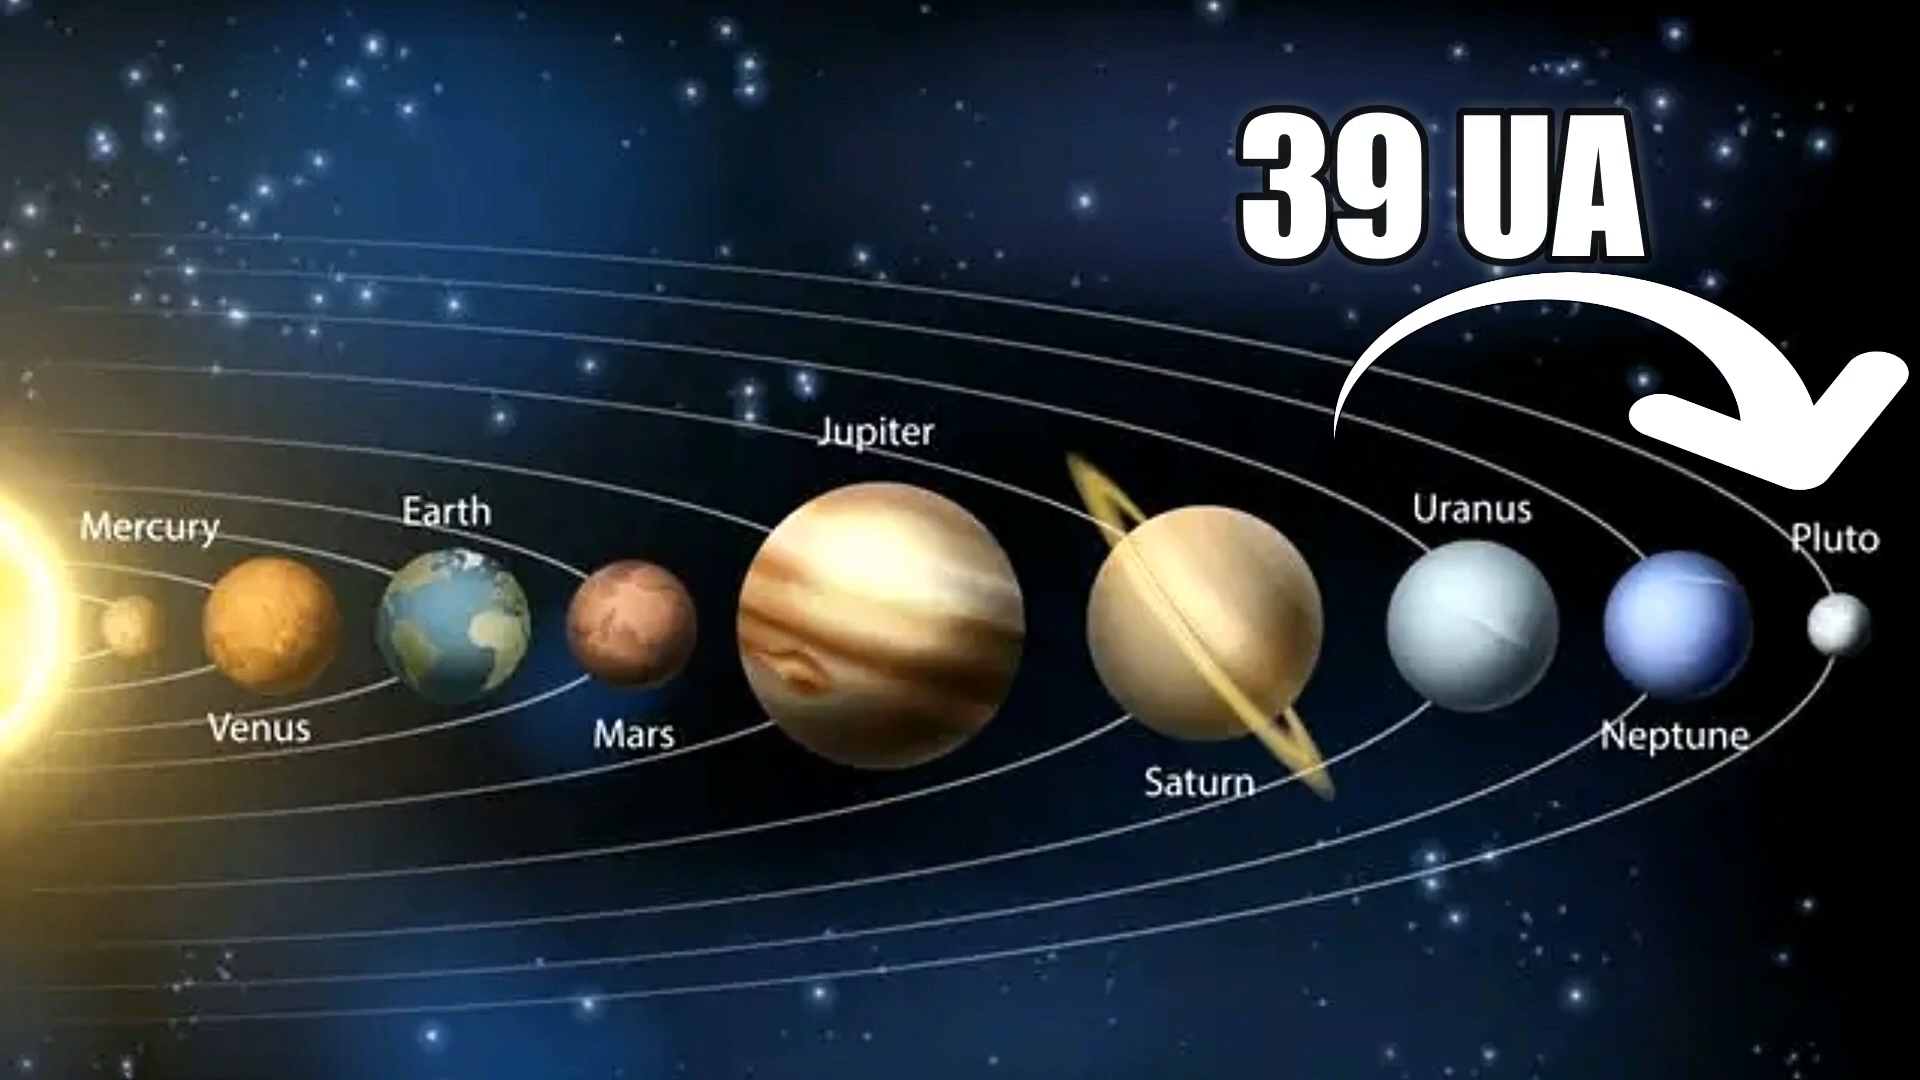 39 UA
Jupiter
Earth
Uranus
Mercury
Pluto
Venus
Mars
Neptune
Saturn